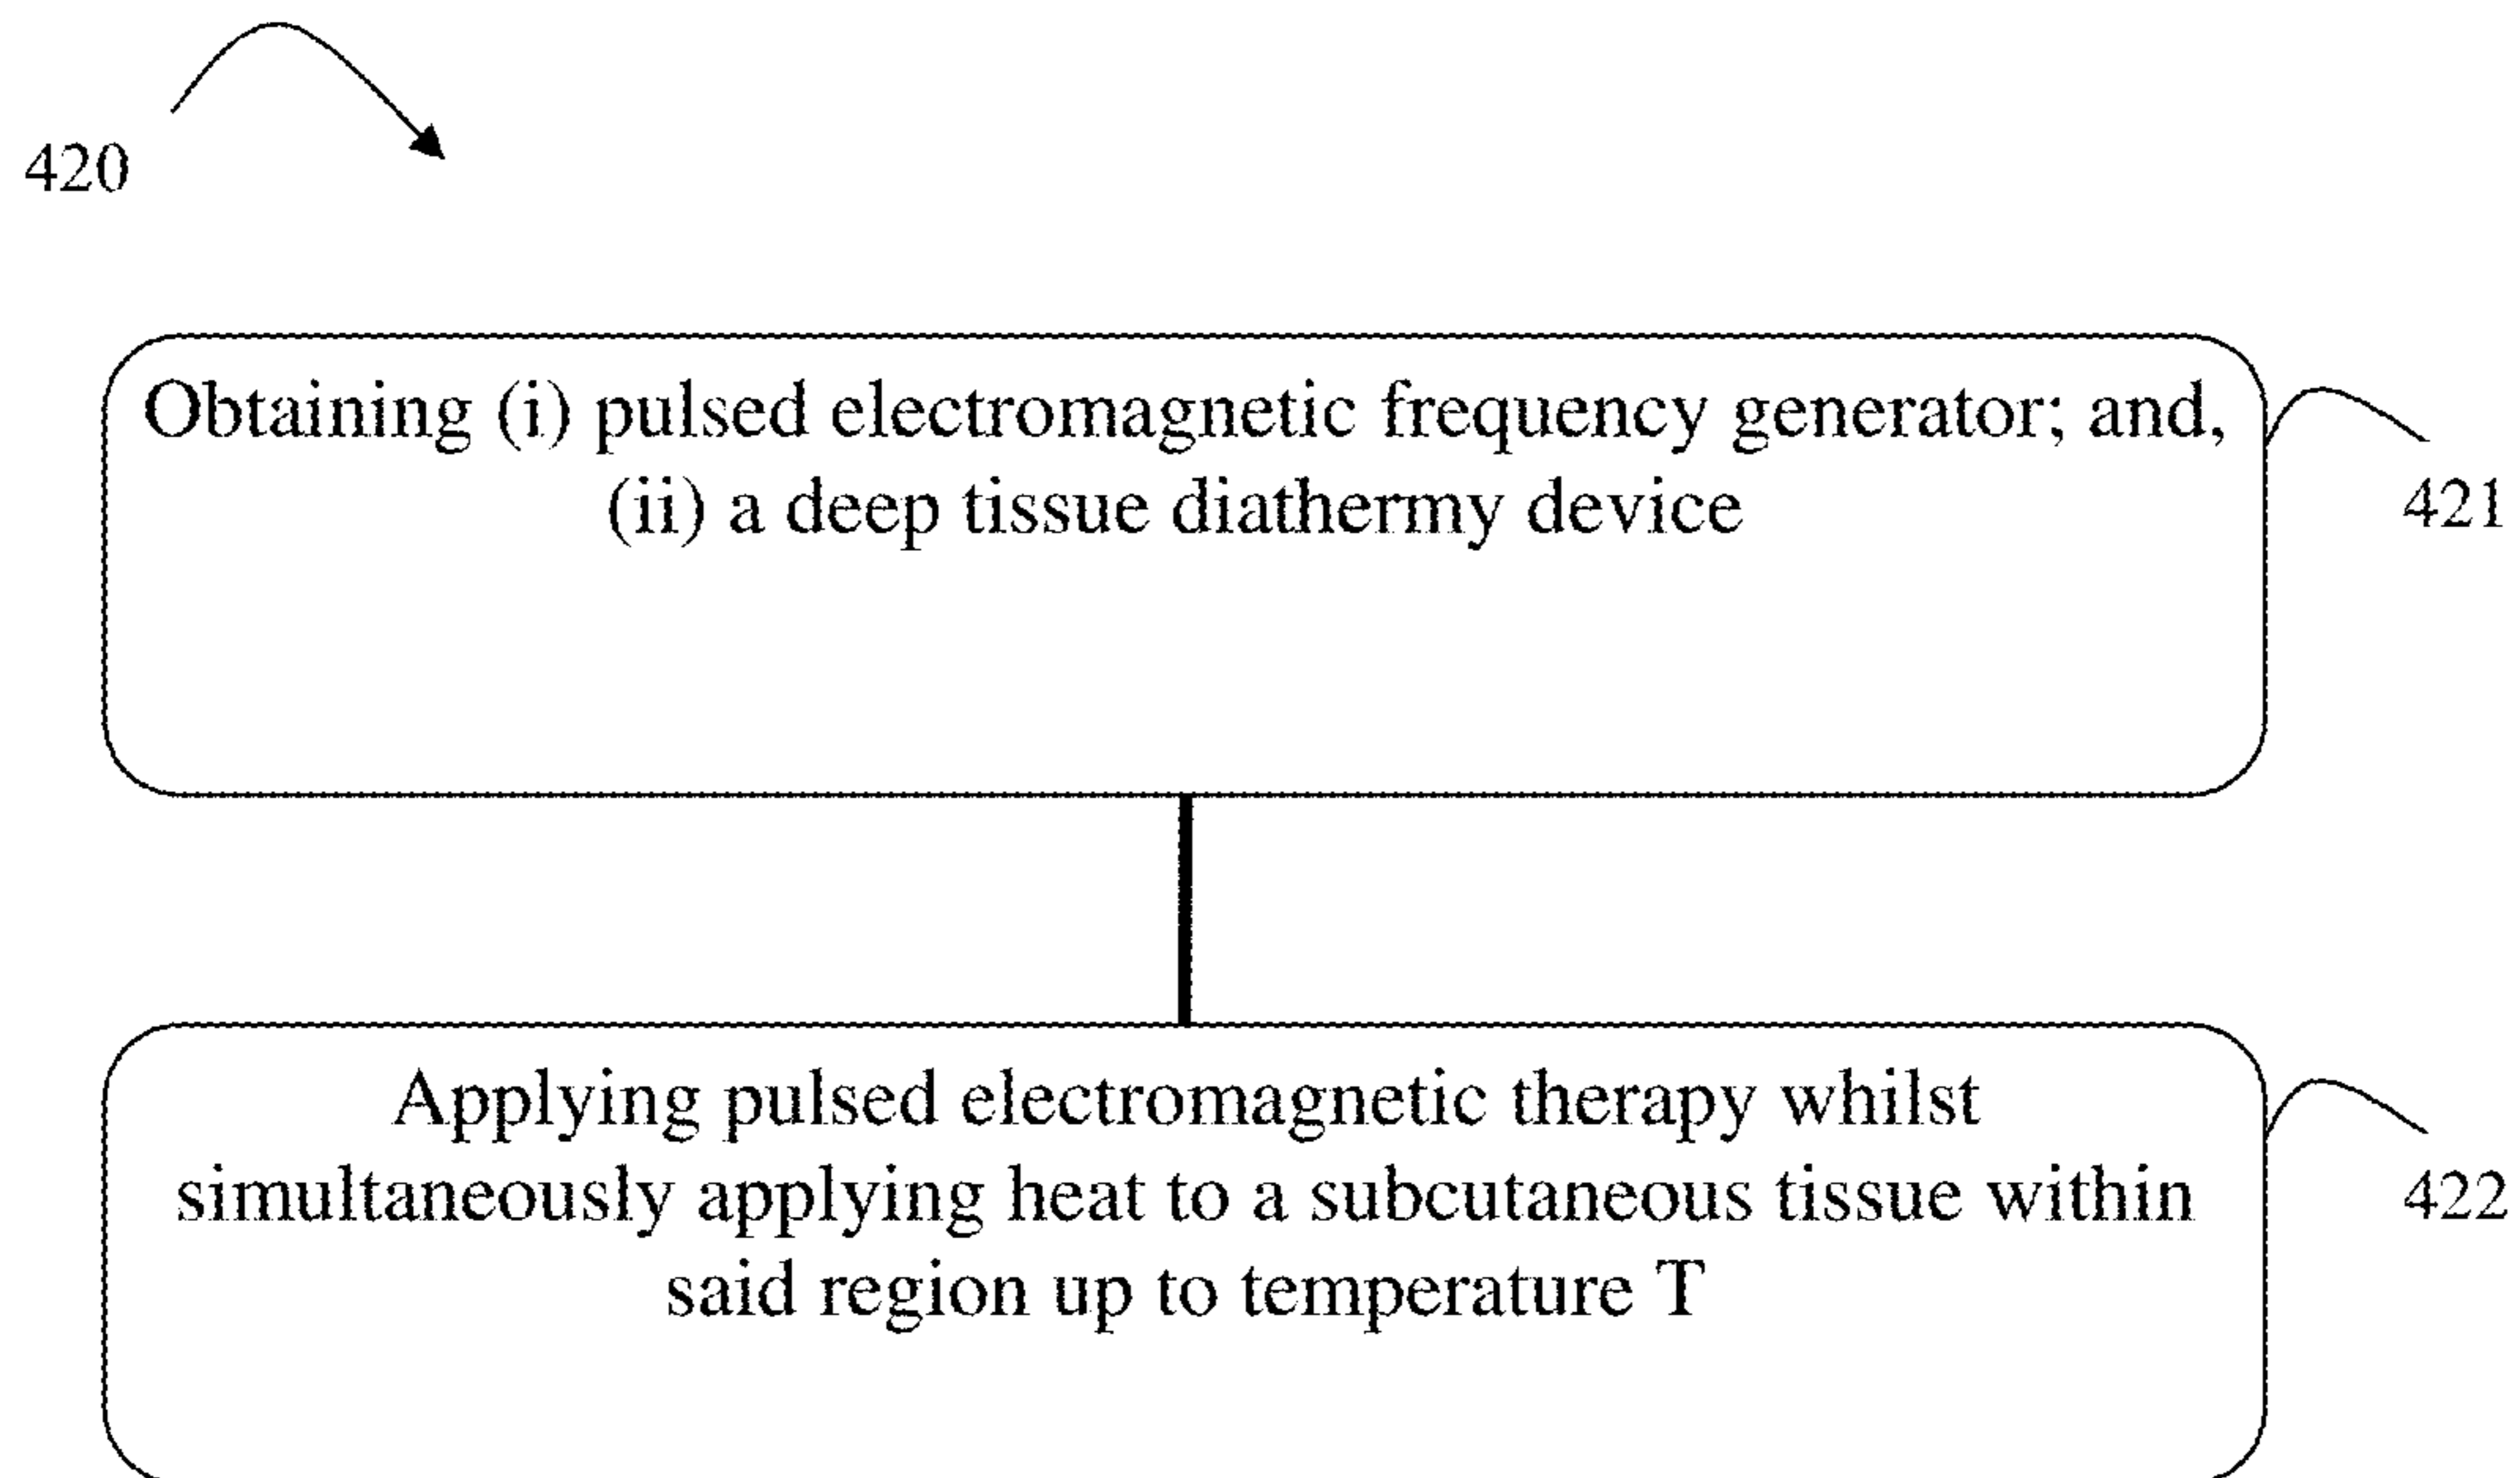 420
Obtaining (i) pulsed electromagnetic frequency generator; and,
(ii) a deep tissue diathermy device
421
Applying pulsed electromagnetic therapy whilst
simultaneously applying heat to a subcutaneous tissue within
said region up to temperature T
422